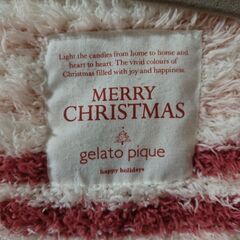 Light the candles from home to home and
heart to heart. The vivid colours of
Christmas filled with joy and happiness.
MERRY
CHRISTMAS
gelato pique
happy holidays